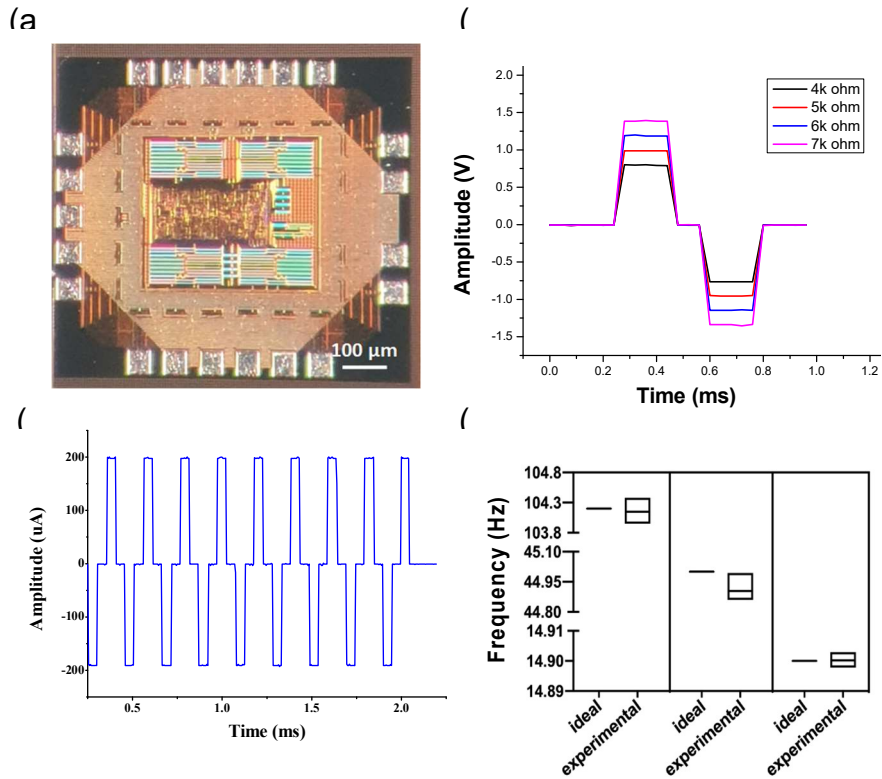 (a
100 µm
(
Amplitude (V)
2.0
1.5
1.0
0.5
0.0
-0.5
-1.0
-1.5
4k ohm
5k ohm
6k ohm
7k ohm
0.0 0.2 0.4 0.6 0.8 1.0 1.2
Time (ms)
(
Amplitude (uA)
200
100
0
-100
-200
0.5 1.0 1.5 2.0
Time (ms)
(
Frequency (Hz)
104.8
104.3
103.8
45.10
44.95
44.80
14.91
14.90
14.89
ideal
experimental
ideal
experimental
ideal
experimental